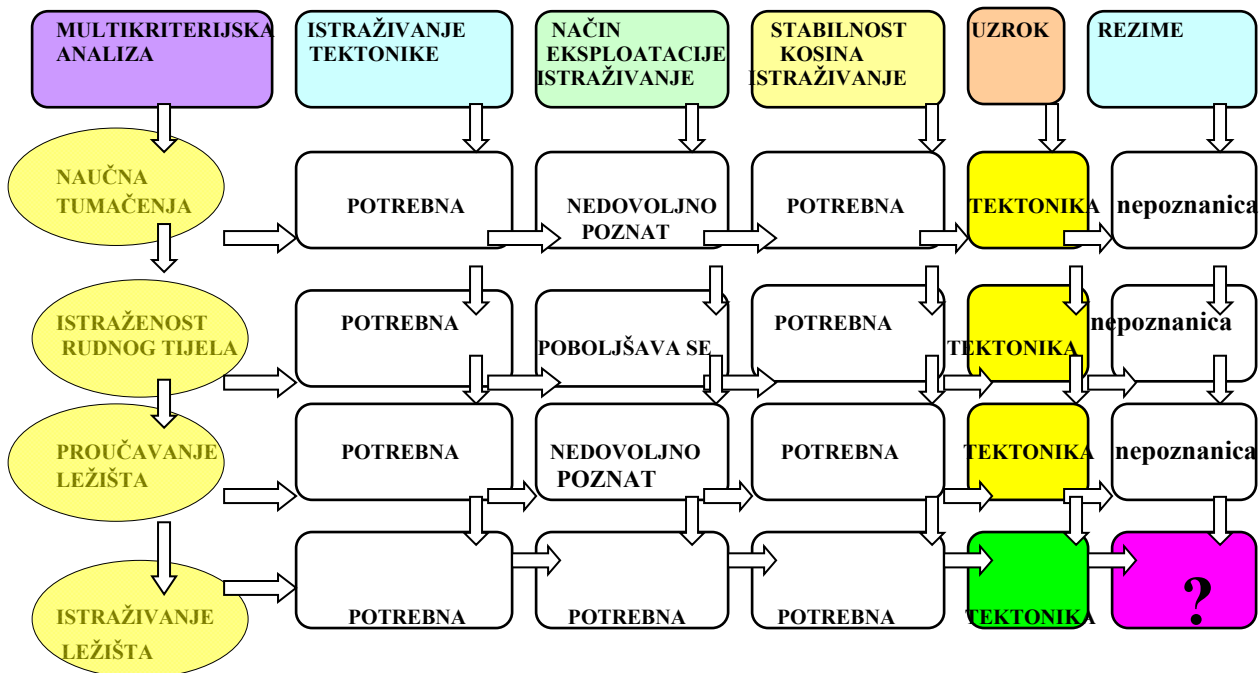 MULTIKRITERIJSKA
ANALIZA
ISTRAŽIVANJE
TEKTONIKE
NAČIN
EKSPLOATACIJE
ISTRAŽIVANJE
STABILNOST
KOSINA
ISTRAŽIVANJE
UZROK
REZIME
NAUČNA
TUMAČENJA
POTREBNA
NEDOVOLJNO
POZNAT
POTREBNA
TEKTONIKA
nepoznanica
ISTRAŽENOST
RUDNOG TIJELA
POTREBNA
POBOLJŠAVA SE
POTREBNA
TEKTONIKA
nepoznanica
PROUČAVANJE
LEŽIŠTA
POTREBNA
NEDOVOLJNO
POZNAT
POTREBNA
TEKTONIKA
nepoznanica
ISTRAŽIVANJE
LEŽIŠTA
POTREBNA
POTREBNA
POTREBNA
TEKTONIKA
?